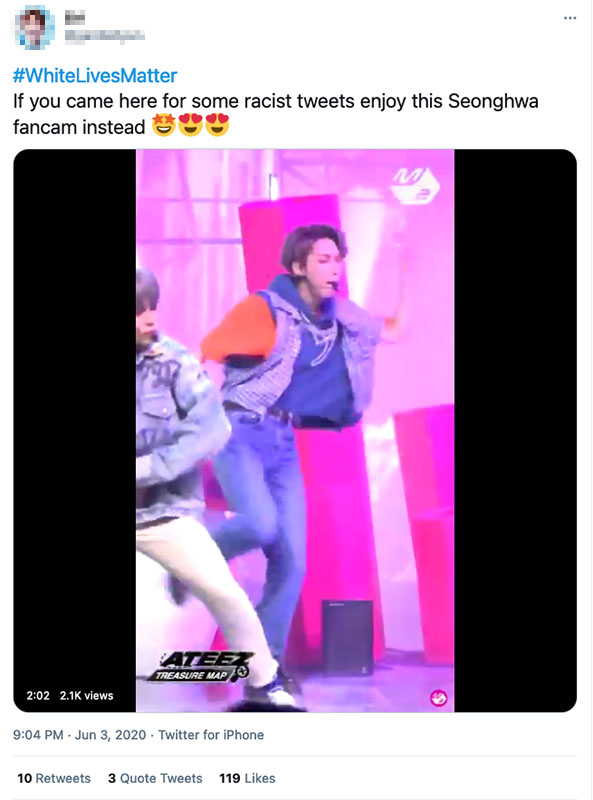 #WhiteLivesMatter
If you came here for some racist tweets enjoy this Seonghwa
fancam instead 🤩😍😍
M2
ATEEZ
TREASURE MAP
2:02 2.1K views
9:04 PM · Jun 3, 2020 · Twitter for iPhone
10 Retweets 3 Quote Tweets 119 Likes